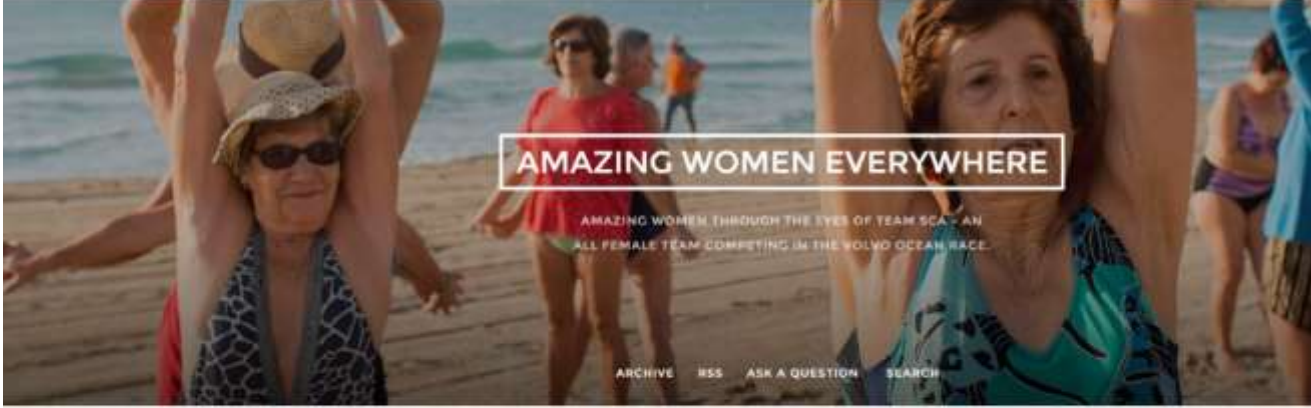 AMAZING WOMEN EVERYWHERE
AMAZING WOMEN THROUGH THE EYES OF TEAM SCA - AN
ALL FEMALE TEAM COMPETING IN THE VOLVO OCEAN RACE.
ARCHIVE RSS ASK A QUESTION SEARCH